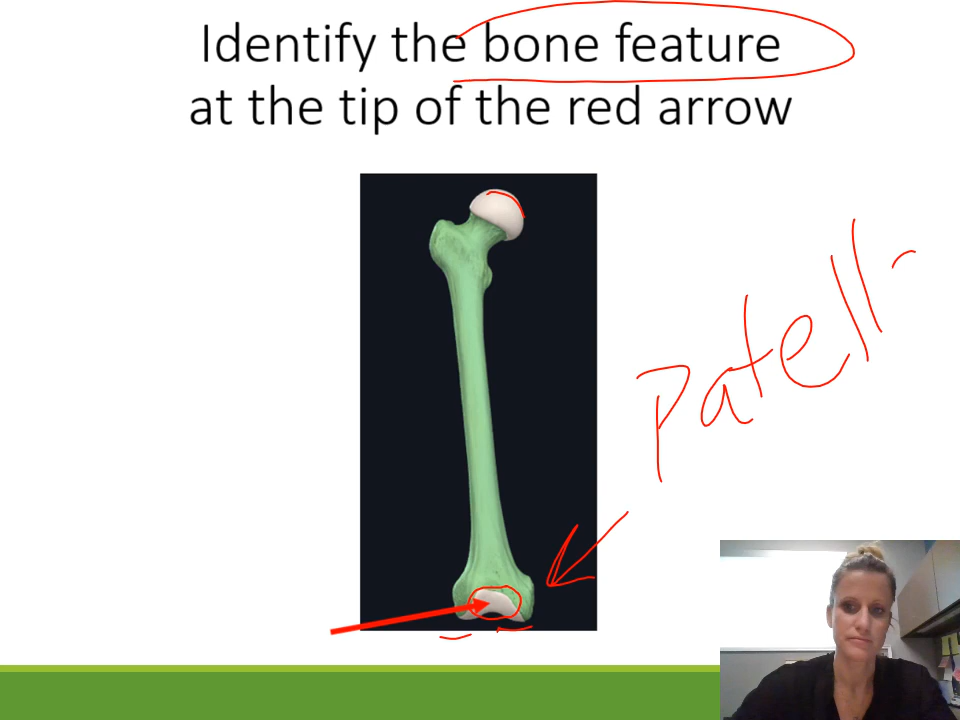 Identify the bone feature
at the tip of the red arrow
Patell